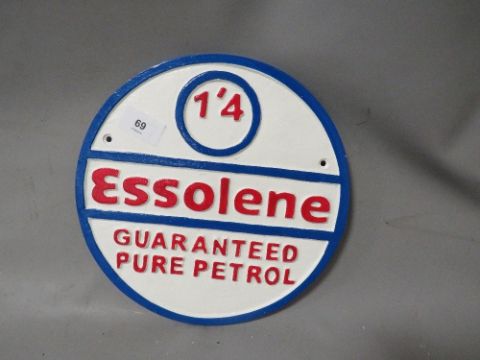 1'4
69
Essolene
GUARANTEED
PURE PETROL